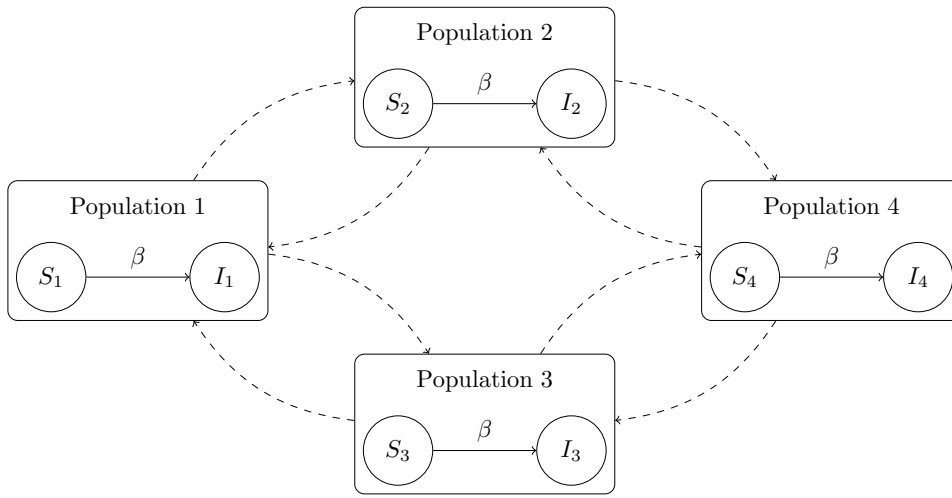 Population 2
β
S₂ I₂
Population 1
β
S₁ I₁
Population 4
β
S₄ I₄
Population 3
β
S₃ I₃